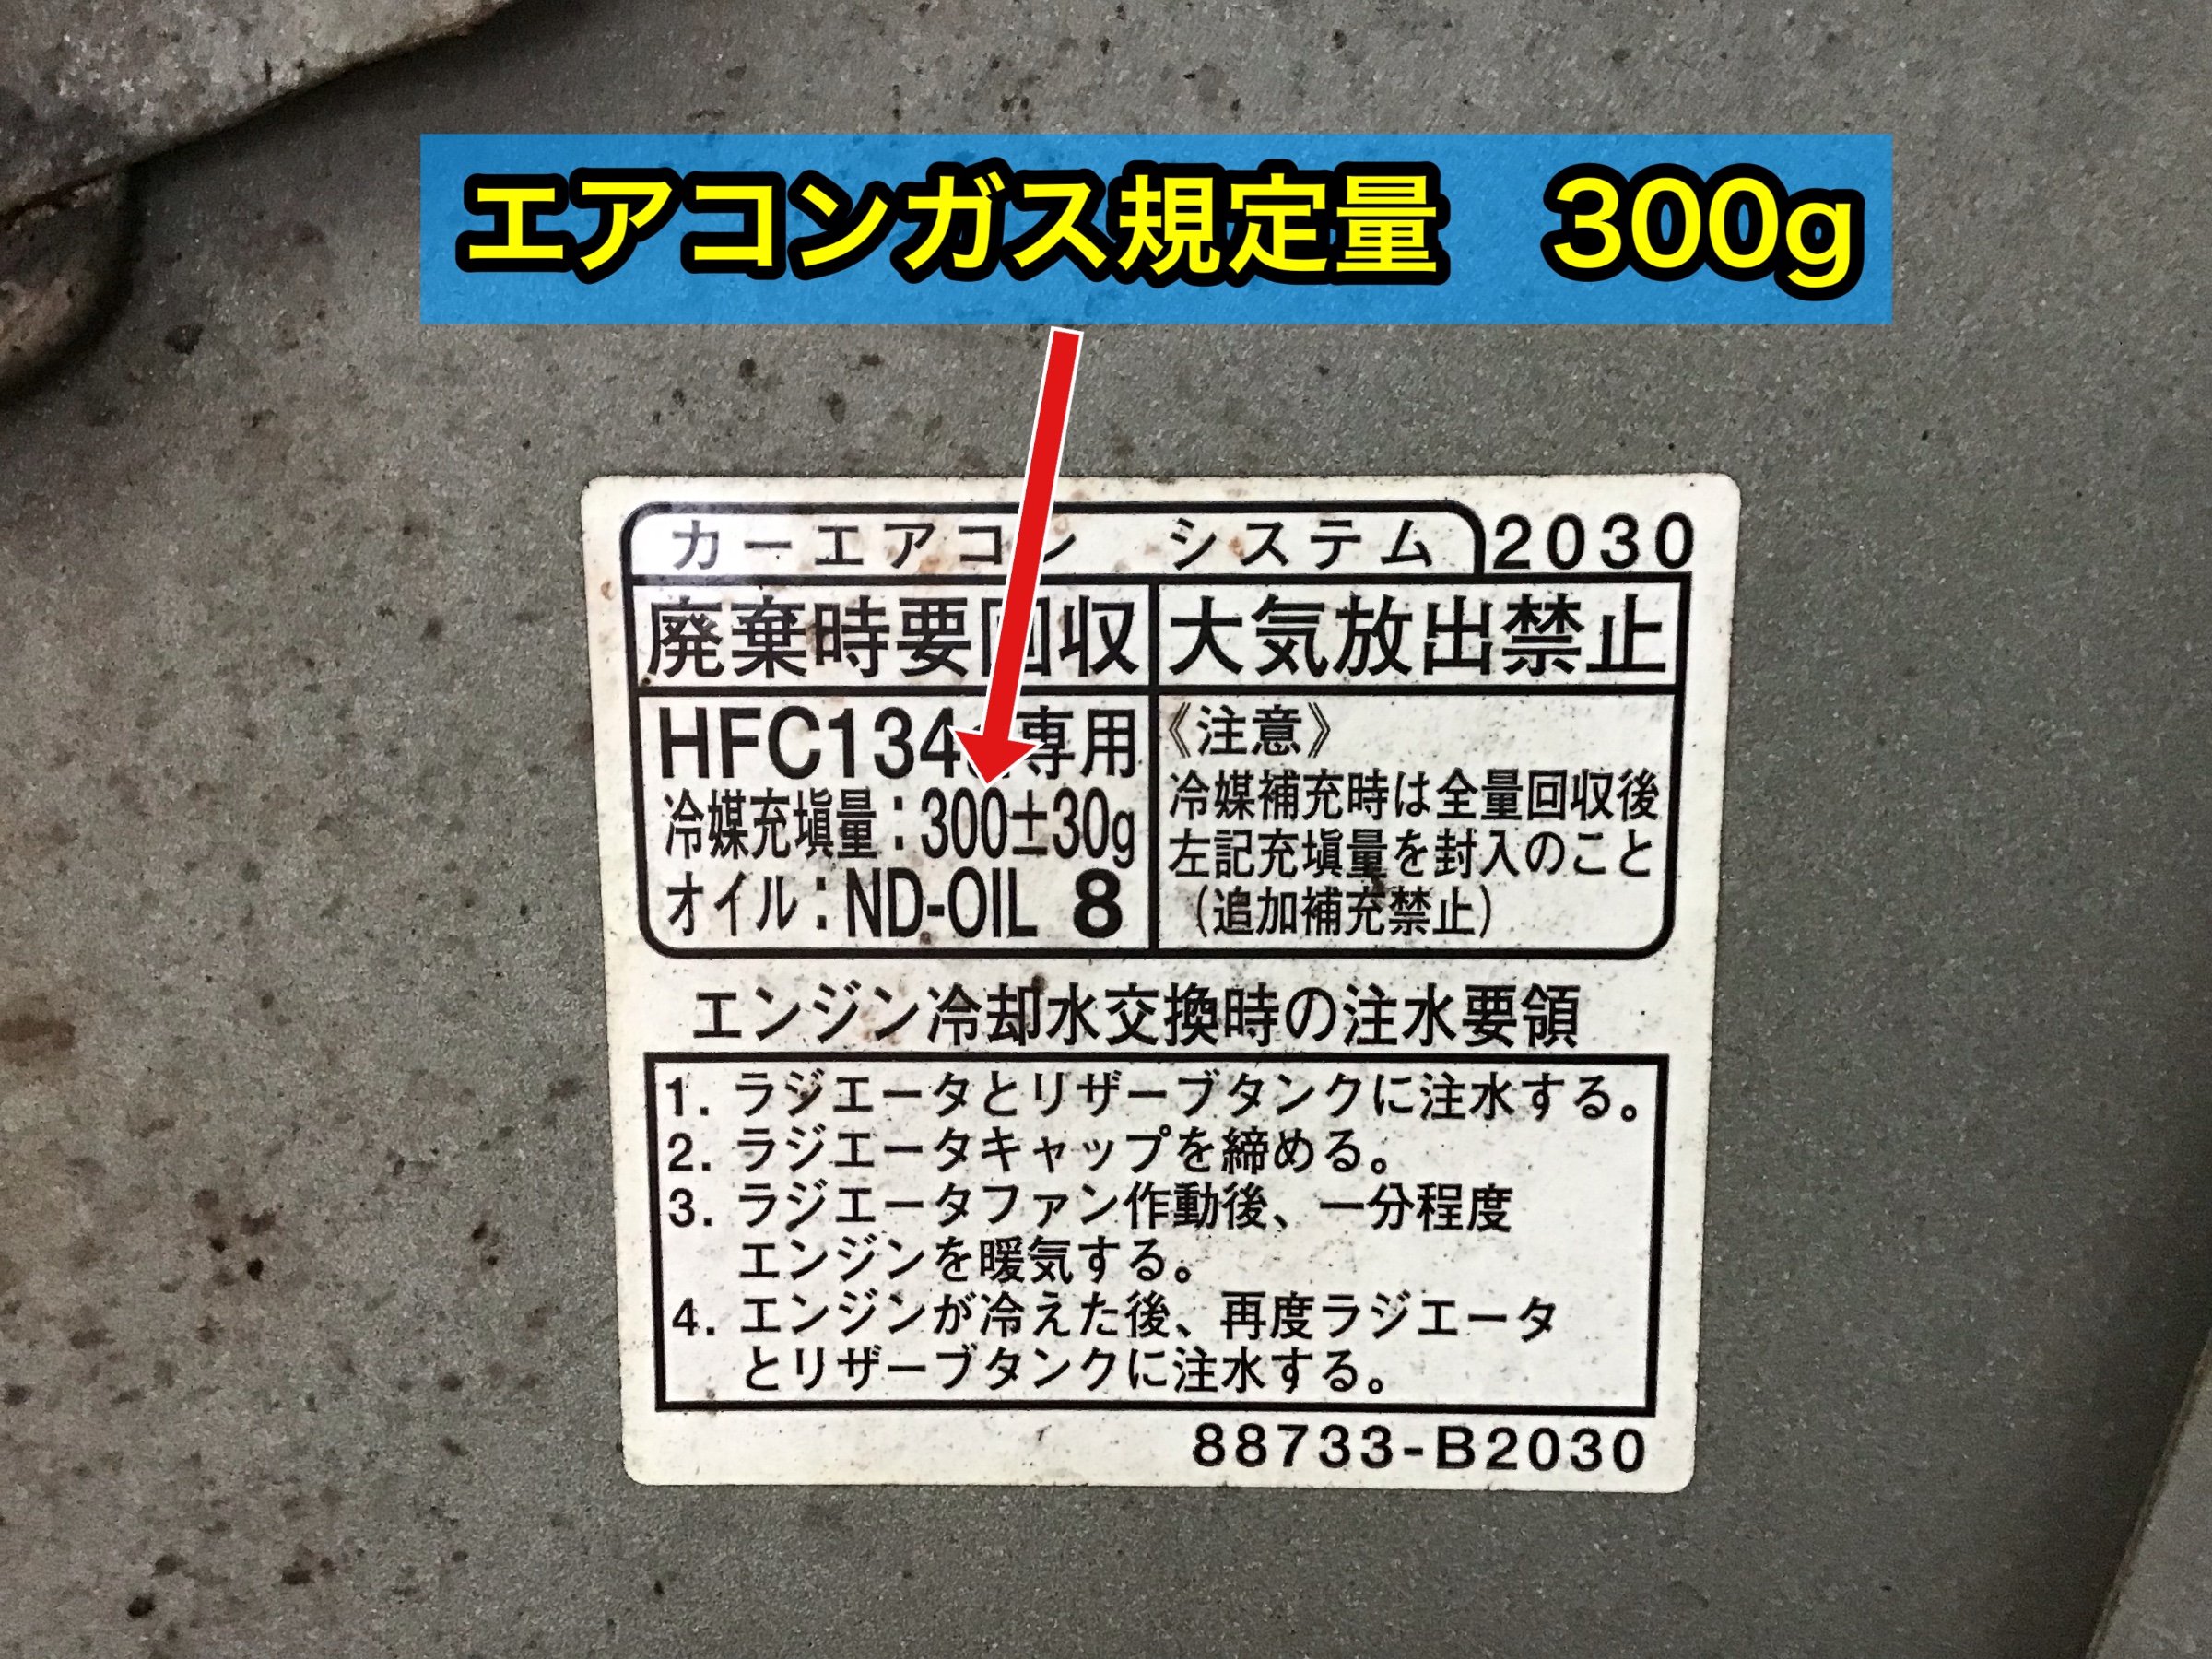 エアコンガス規定量　300g
カーエアコン　システム 2030
廃棄時要回収 大気放出禁止
HFC134a専用
冷媒充塡量：300±30g
オイル：ND-OIL 8
《注意》
冷媒補充時は全量回収後
左記充塡量を封入のこと
（追加補充禁止）
エンジン冷却水交換時の注水要領
1. ラジエータとリザーブタンクに注水する。
2. ラジエータキャップを締める。
3. ラジエータファン作動後、一分程度
エンジンを暖気する。
4. エンジンが冷えた後、再度ラジエータ
とリザーブタンクに注水する。
88733-B2030